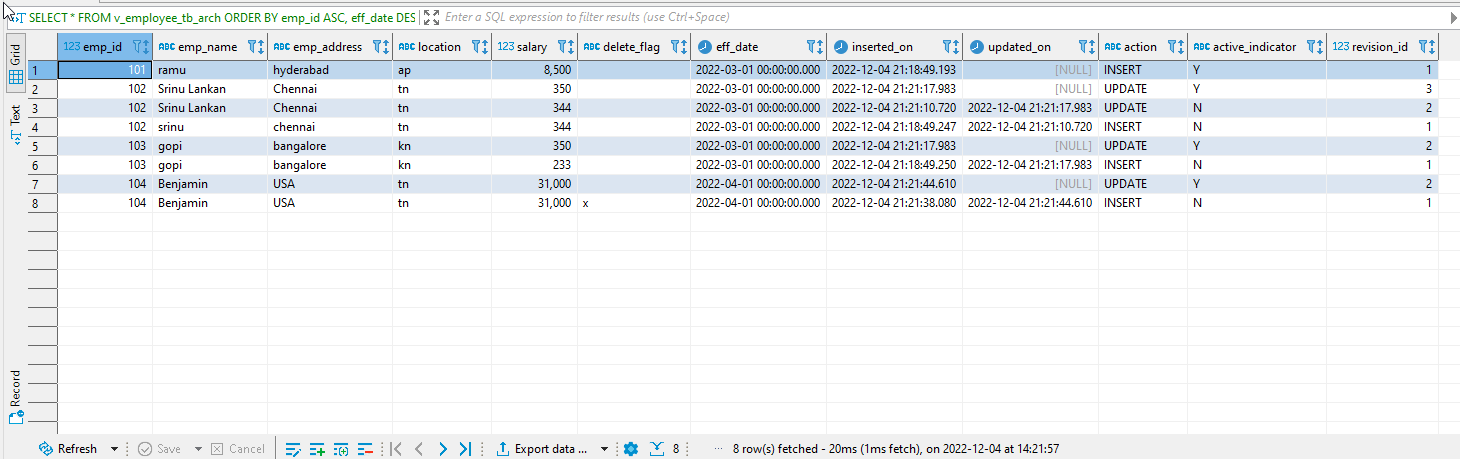 SELECT * FROM v_employee_tb_arch ORDER BY emp_id ASC, eff_date DES Enter a SQL expression to filter results (use Ctrl+Space)
Grid
Text
Record
123 emp_id ABC emp_name ABC emp_address ABC location 123 salary ABC delete_flag eff_date inserted_on updated_on ABC action ABC active_indicator 123 revision_id
1 101 ramu hyderabad ap 8,500 2022-03-01 00:00:00.000 2022-12-04 21:18:49.193 [NULL] INSERT Y 1
2 102 Srinu Lankan Chennai tn 350 2022-03-01 00:00:00.000 2022-12-04 21:21:17.983 [NULL] UPDATE Y 3
3 102 Srinu Lankan Chennai tn 344 2022-03-01 00:00:00.000 2022-12-04 21:21:10.720 2022-12-04 21:21:17.983 UPDATE N 2
4 102 srinu chennai tn 344 2022-03-01 00:00:00.000 2022-12-04 21:18:49.247 2022-12-04 21:21:10.720 INSERT N 1
5 103 gopi bangalore kn 350 2022-03-01 00:00:00.000 2022-12-04 21:21:17.983 [NULL] UPDATE Y 2
6 103 gopi bangalore kn 233 2022-03-01 00:00:00.000 2022-12-04 21:18:49.250 2022-12-04 21:21:17.983 INSERT N 1
7 104 Benjamin USA tn 31,000 2022-04-01 00:00:00.000 2022-12-04 21:21:44.610 [NULL] UPDATE Y 2
8 104 Benjamin USA tn 31,000 x 2022-04-01 00:00:00.000 2022-12-04 21:21:38.080 2022-12-04 21:21:44.610 INSERT N 1
Refresh Save Cancel Export data ... 8 ... 8 row(s) fetched - 20ms (1ms fetch), on 2022-12-04 at 14:21:57